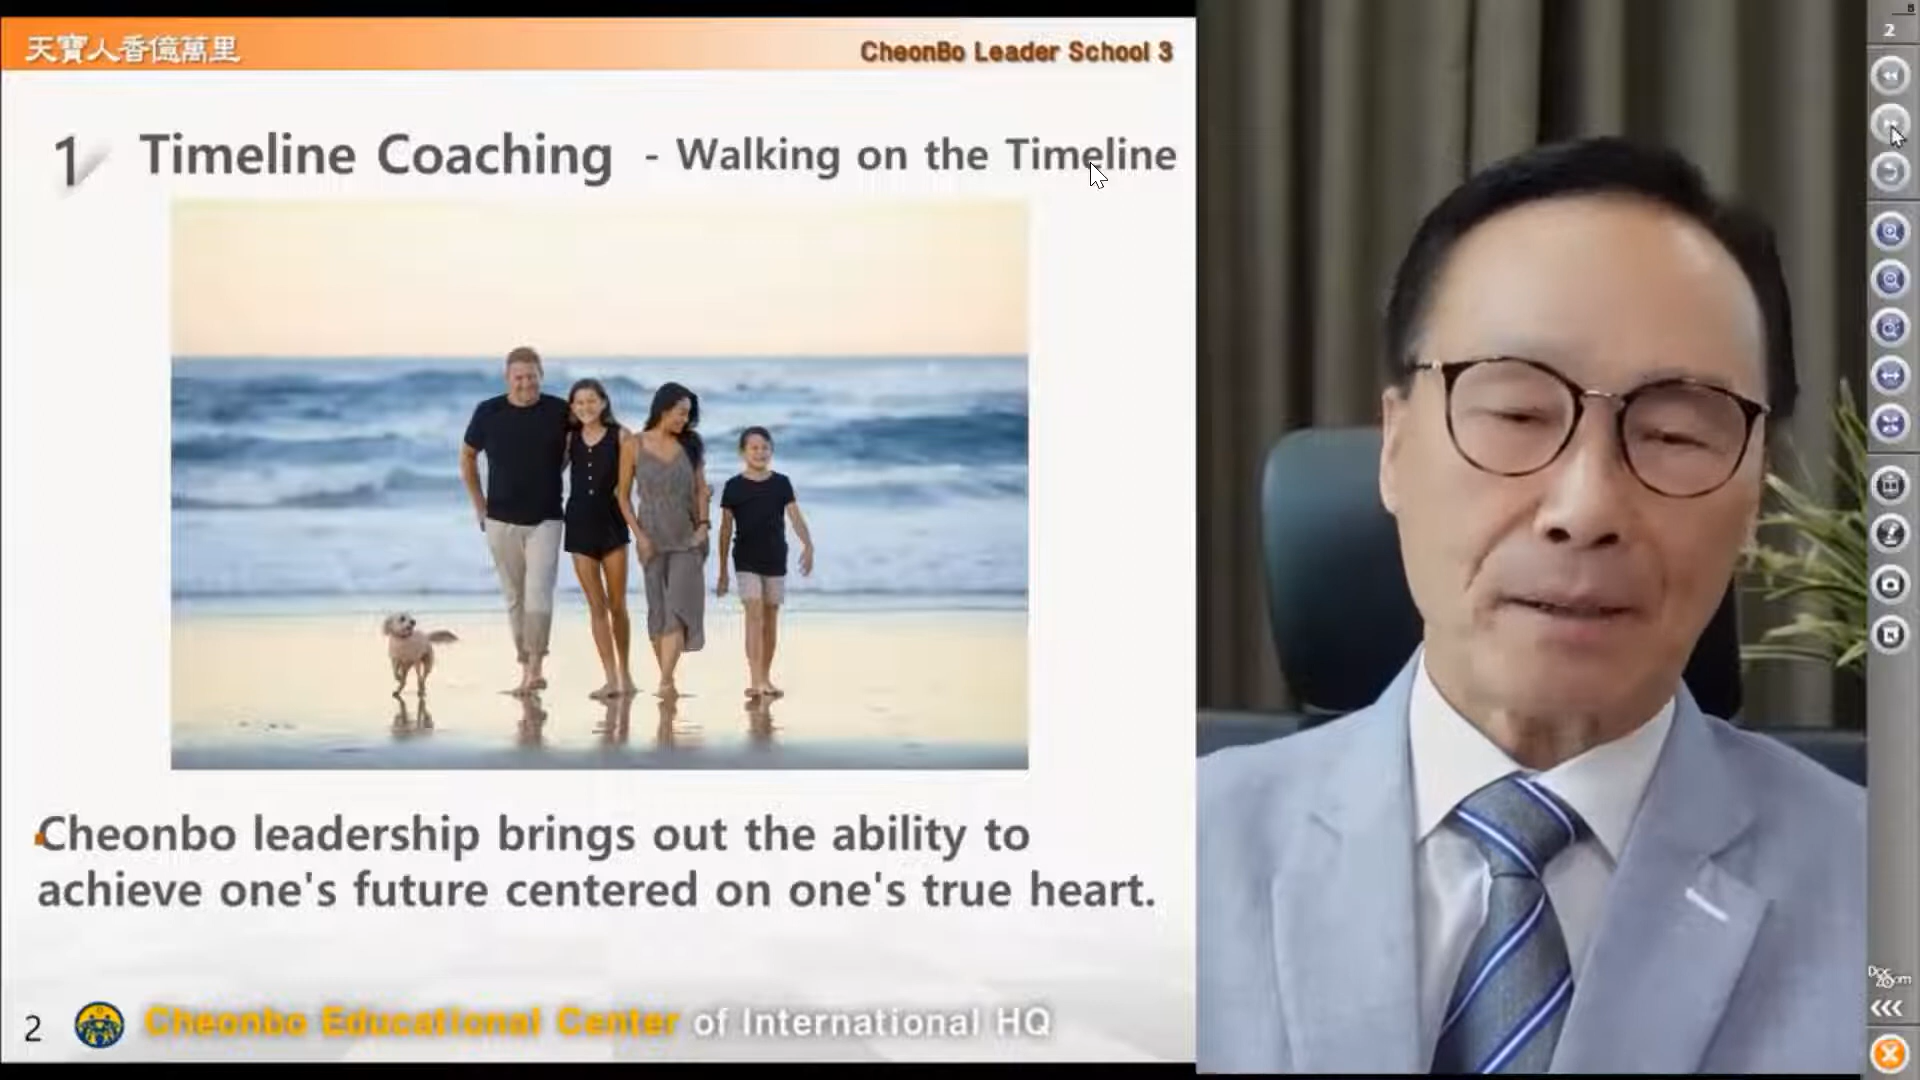 天寶人香億萬里
CheonBo Leader School 3
1 Timeline Coaching - Walking on the Timeline
Cheonbo leadership brings out the ability to
achieve one's future centered on one's true heart.
2 Cheonbo Educational Center of International HQ
2